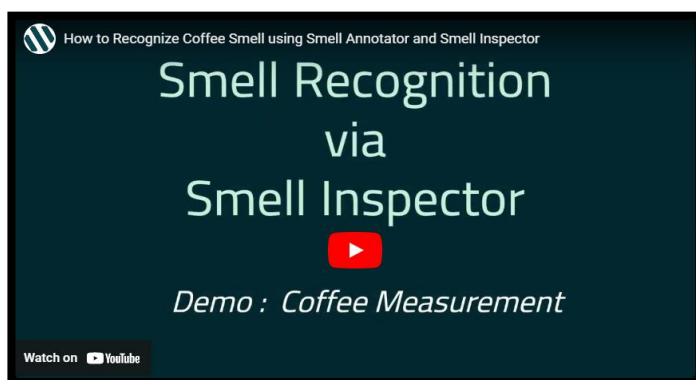 How to Recognize Coffee Smell using Smell Annotator and Smell Inspector
Smell Recognition
via
Smell Inspector
Demo : Coffee Measurement
Watch on YouTube